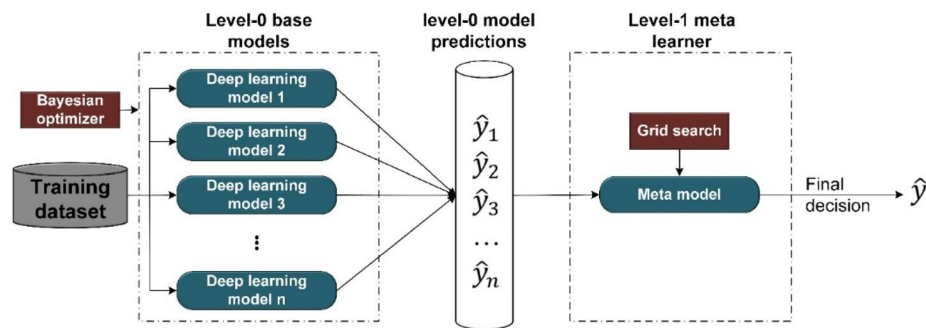 Level-0 base
models
level-0 model
predictions
Level-1 meta
learner
Bayesian
optimizer
Training
dataset
Deep learning
model 1
Deep learning
model 2
Deep learning
model 3
⋮
Deep learning
model n
ŷ₁
ŷ₂
ŷ₃
...
ŷₙ
Grid search
Meta model
Final
decision
ŷ